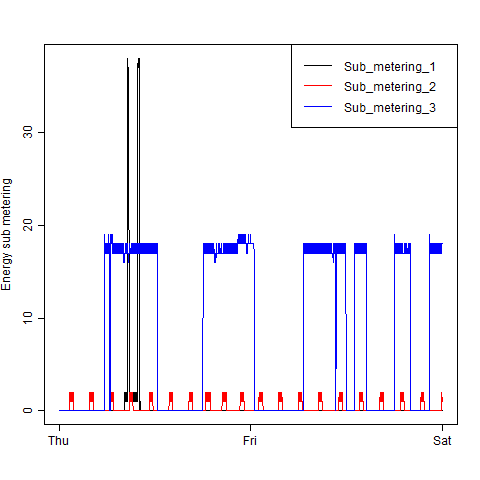 Sub_metering_1
Sub_metering_2
Sub_metering_3
Energy sub metering
30
20
10
0
Thu Fri Sat